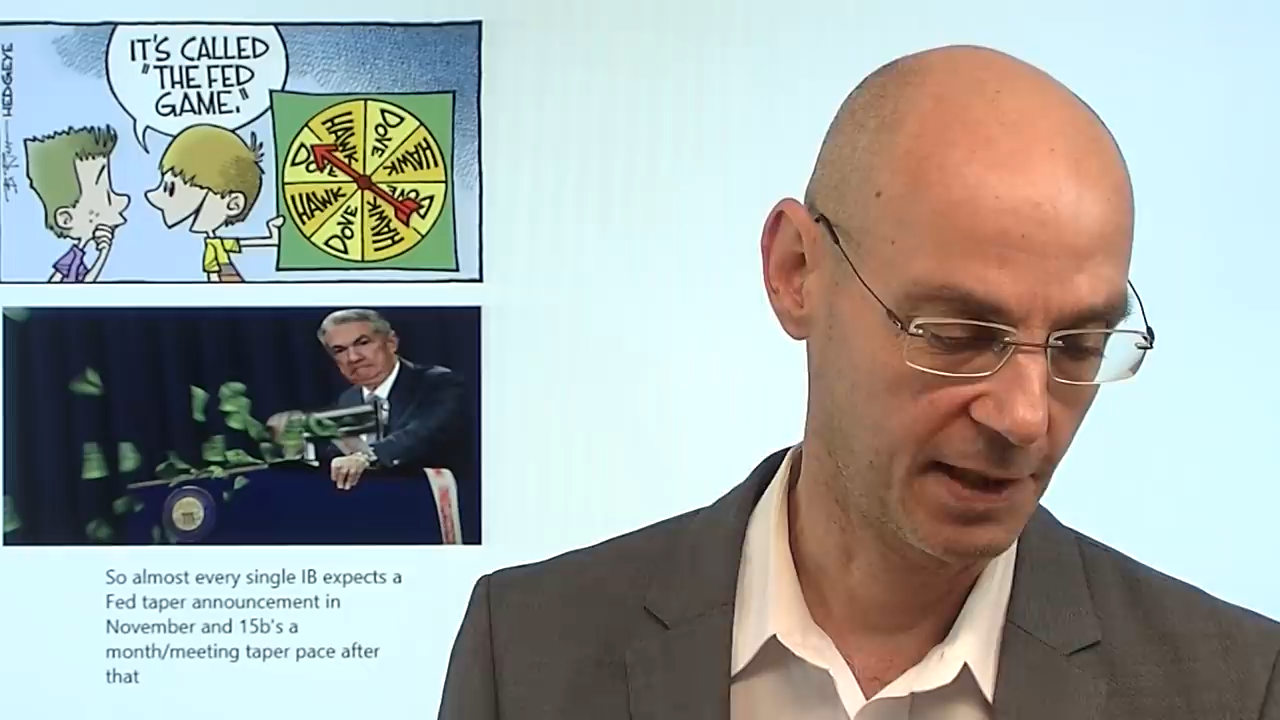 IT'S CALLED
"THE FED
GAME."
HEDGEYE
HAWK
DOVE
HAWK
DOVE
HAWK
DOVE
HAWK
DOVE
So almost every single IB expects a
Fed taper announcement in
November and 15b's a
month/meeting taper pace after
that